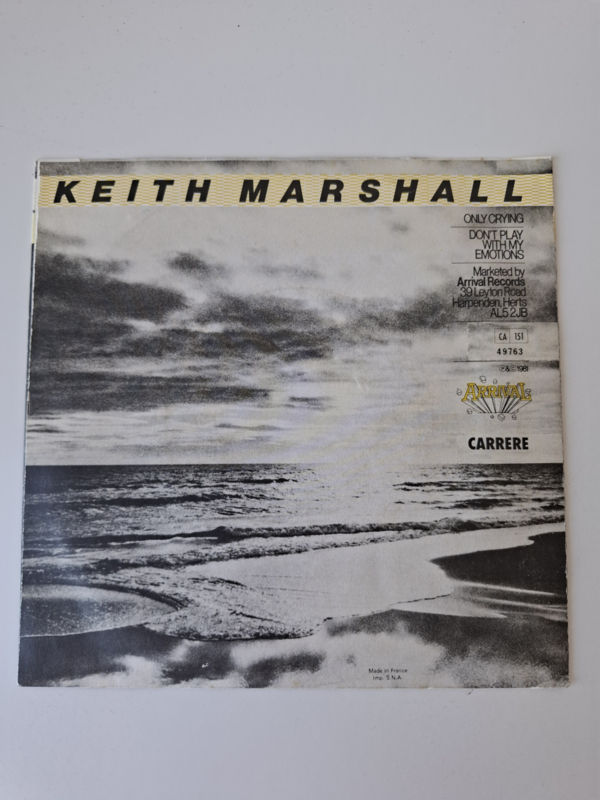 KEITH MARSHALL
ONLY CRYING
DON'T PLAY
WITH MY
EMOTIONS
Marketed by
Arrival Records
39 Leyton Road
Harpenden, Herts
AL5 2JB
CA 151
49763
℗&© 1981
ARRIVAL
CARRERE
Made in France
Imp. S.N.A.